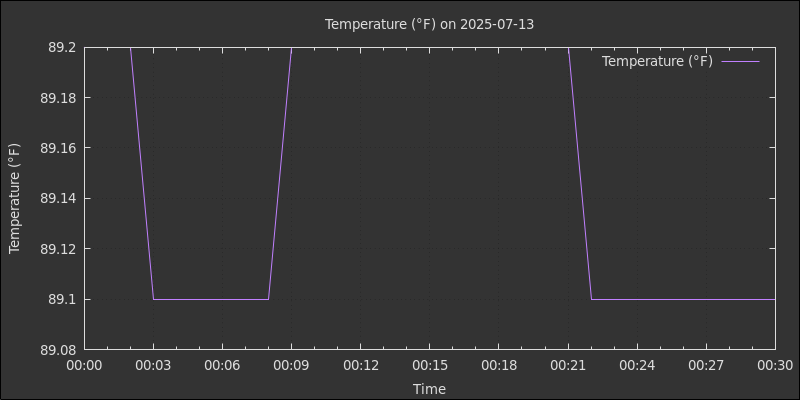 Temperature (°F) on 2025-07-13
Temperature (°F)
89.2
89.18
89.16
89.14
89.12
89.1
89.08
Temperature (°F)
00:00 00:03 00:06 00:09 00:12 00:15 00:18 00:21 00:24 00:27 00:30
Time